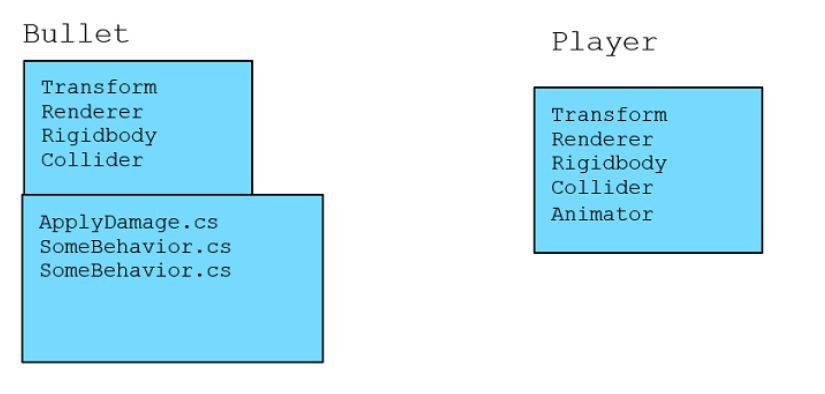 Bullet
Transform
Renderer
Rigidbody
Collider
ApplyDamage.cs
SomeBehavior.cs
SomeBehavior.cs
Player
Transform
Renderer
Rigidbody
Collider
Animator